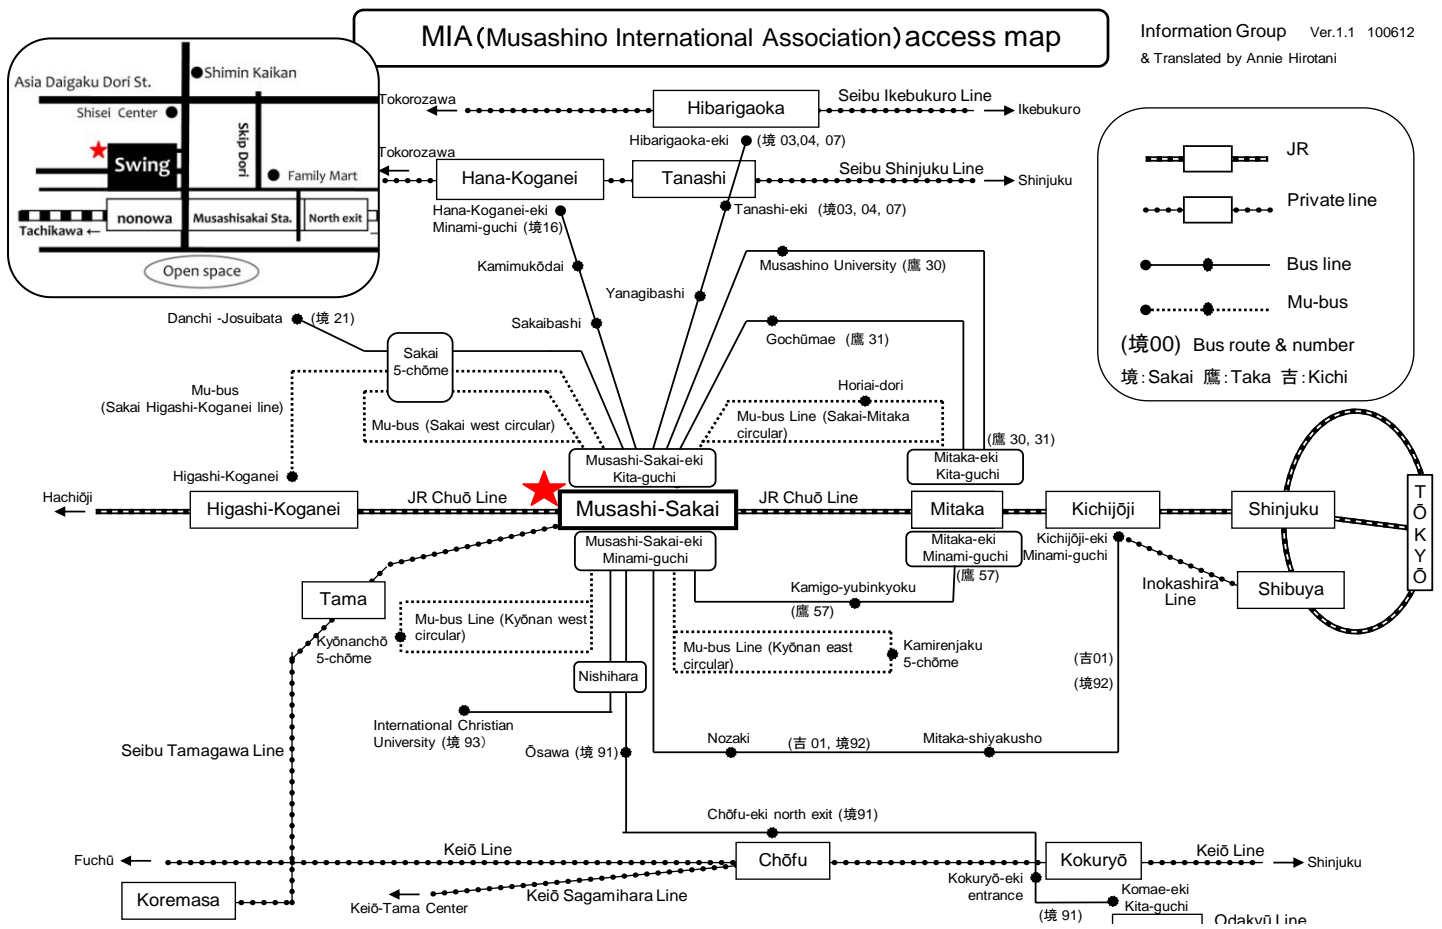 MIA(Musashino International Association)access map
Information Group Ver.1.1 100612
& Translated by Annie Hirotani
Asia Daigaku Dori St.
Shimin Kaikan
Shisei Center
Skip Dori
Swing
Family Mart
nonowa
Musashisakai Sta.
North exit
Tachikawa ←
Open space
Tokorozawa
Hibarigaoka
Seibu Ikebukuro Line
Ikebukuro
Hibarigaoka-eki
(境 03,04, 07)
Tokorozawa
Hana-Koganei
Tanashi
Seibu Shinjuku Line
Shinjuku
Hana-Koganei-eki
Minami-guchi (境16)
Tanashi-eki (境03, 04, 07)
JR
Private line
Bus line
Mu-bus
(境00) Bus route & number
境:Sakai 鷹:Taka 吉:Kichi
Kamimukōdai
Musashino University (鷹 30)
Yanagibashi
Danchi -Josuibata
(境 21)
Sakaibashi
Gochūmae (鷹 31)
Sakai
5-chōme
Mu-bus
(Sakai Higashi-Koganei line)
Horiai-dori
Mu-bus (Sakai west circular)
Mu-bus Line (Sakai-Mitaka
circular)
(鷹 30, 31)
Musashi-Sakai-eki
Kita-guchi
Mitaka-eki
Kita-guchi
Higashi-Koganei
Hachiōji
Higashi-Koganei
JR Chuō Line
Musashi-Sakai
JR Chuō Line
Mitaka
Kichijōji
Shinjuku
TŌKYŌ
Musashi-Sakai-eki
Minami-guchi
Mitaka-eki
Minami-guchi
Kichijōji-eki
Minami-guchi
(鷹 57)
Inokashira
Line
Shibuya
Tama
Kamigo-yubinkyoku
(鷹 57)
Mu-bus Line (Kyōnan west
circular)
Kyōnanchō
5-chōme
Mu-bus Line (Kyōnan east
circular)
Kamirenjaku
5-chōme
(吉01)
(境92)
Nishihara
International Christian
University (境 93)
Seibu Tamagawa Line
Ōsawa (境 91)
Nozaki
(吉 01, 境92)
Mitaka-shiyakusho
Chōfu-eki north exit (境91)
Fuchū
Keiō Line
Chōfu
Kokuryō
Keiō Line
Shinjuku
Koremasa
Keiō-Tama Center
Keiō Sagamihara Line
Kokuryō-eki
entrance
Komae-eki
Kita-guchi
(境 91)
Odakyū Line